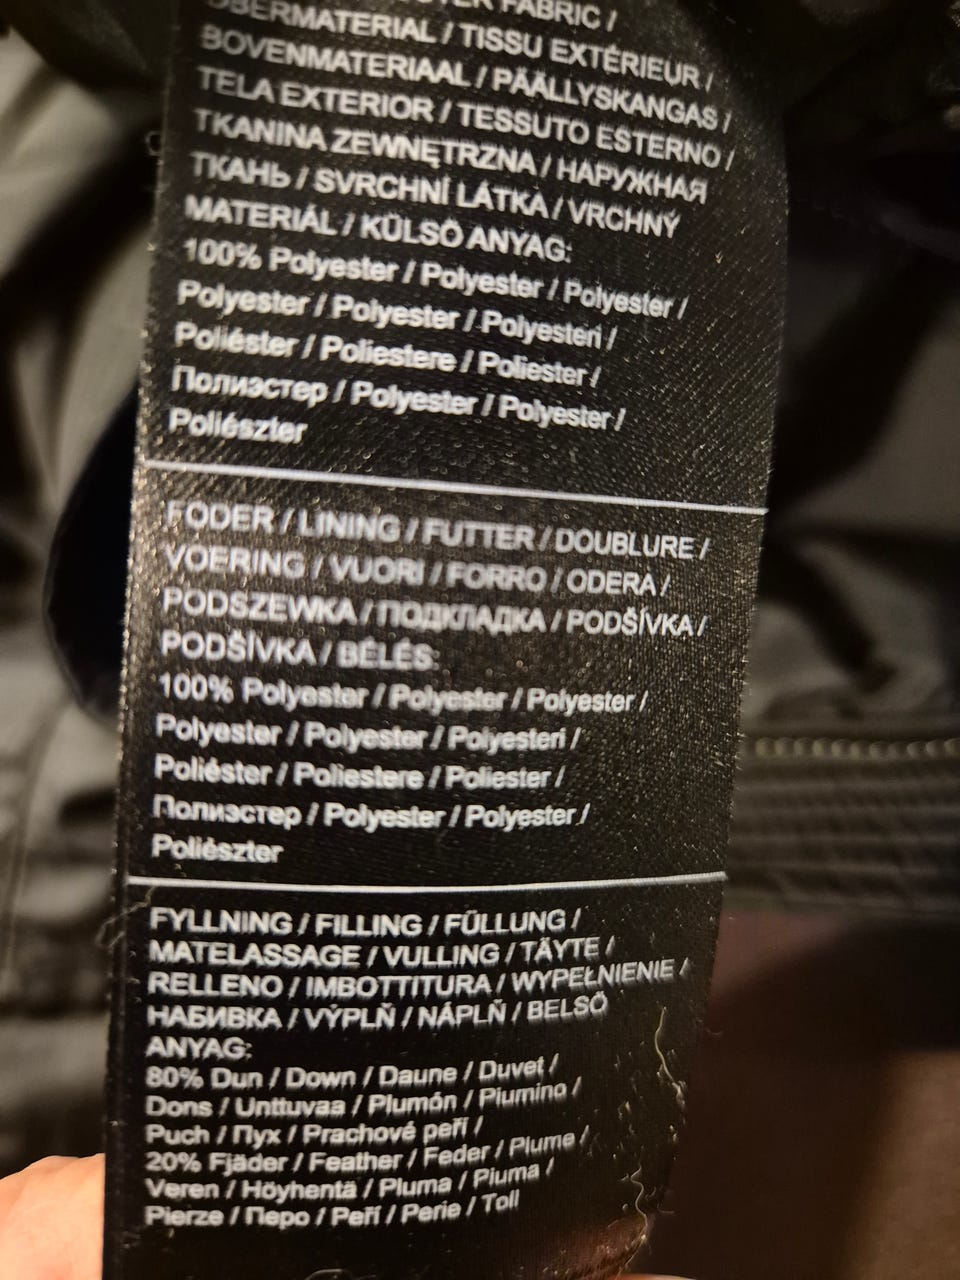 FABRIC /
OBERMATERIAL / TISSU EXTÉRIEUR /
BOVENMATERIAAL / PÄÄLLYSKANGAS /
TELA EXTERIOR / TESSUTO ESTERNO /
TKANINA ZEWNĘTRZNA / НАРУЖНАЯ
ТКАНЬ / SVRCHNÍ LÁTKA / VRCHNÝ
MATERIÁL / KÜLSŐ ANYAG:
100% Polyester / Polyester / Polyester /
Polyester / Polyester / Polyesteri /
Poliéster / Poliestere / Poliester /
Полиэстер / Polyester / Polyester /
Poliészter
FODER / LINING / FUTTER / DOUBLURE /
VOERING / VUORI / FORRO / ODERA /
PODSZEWKA / ПОДКЛАДКА / PODŠÍVKA /
PODŠÍVKA / BÉLÉS:
100% Polyester / Polyester / Polyester /
Polyester / Polyester / Polyesteri /
Poliéster / Poliestere / Poliester /
Полиэстер / Polyester / Polyester /
Poliészter
FYLLNING / FILLING / FÜLLUNG /
MATELASSAGE / VULLING / TÄYTE /
RELLENO / IMBOTTITURA / WYPEŁNIENIE /
НАБИВКА / VÝPLŇ / NÁPLŇ / BELSŐ
ANYAG:
80% Dun / Down / Daune / Duvet /
Dons / Unttuvaa / Plumón / Piumino /
Puch / Пух / Prachové peří /
20% Fjäder / Feather / Feder / Plume /
Veren / Höyhentä / Pluma / Piuma /
Pierze / Перо / Peří / Perie / Toll